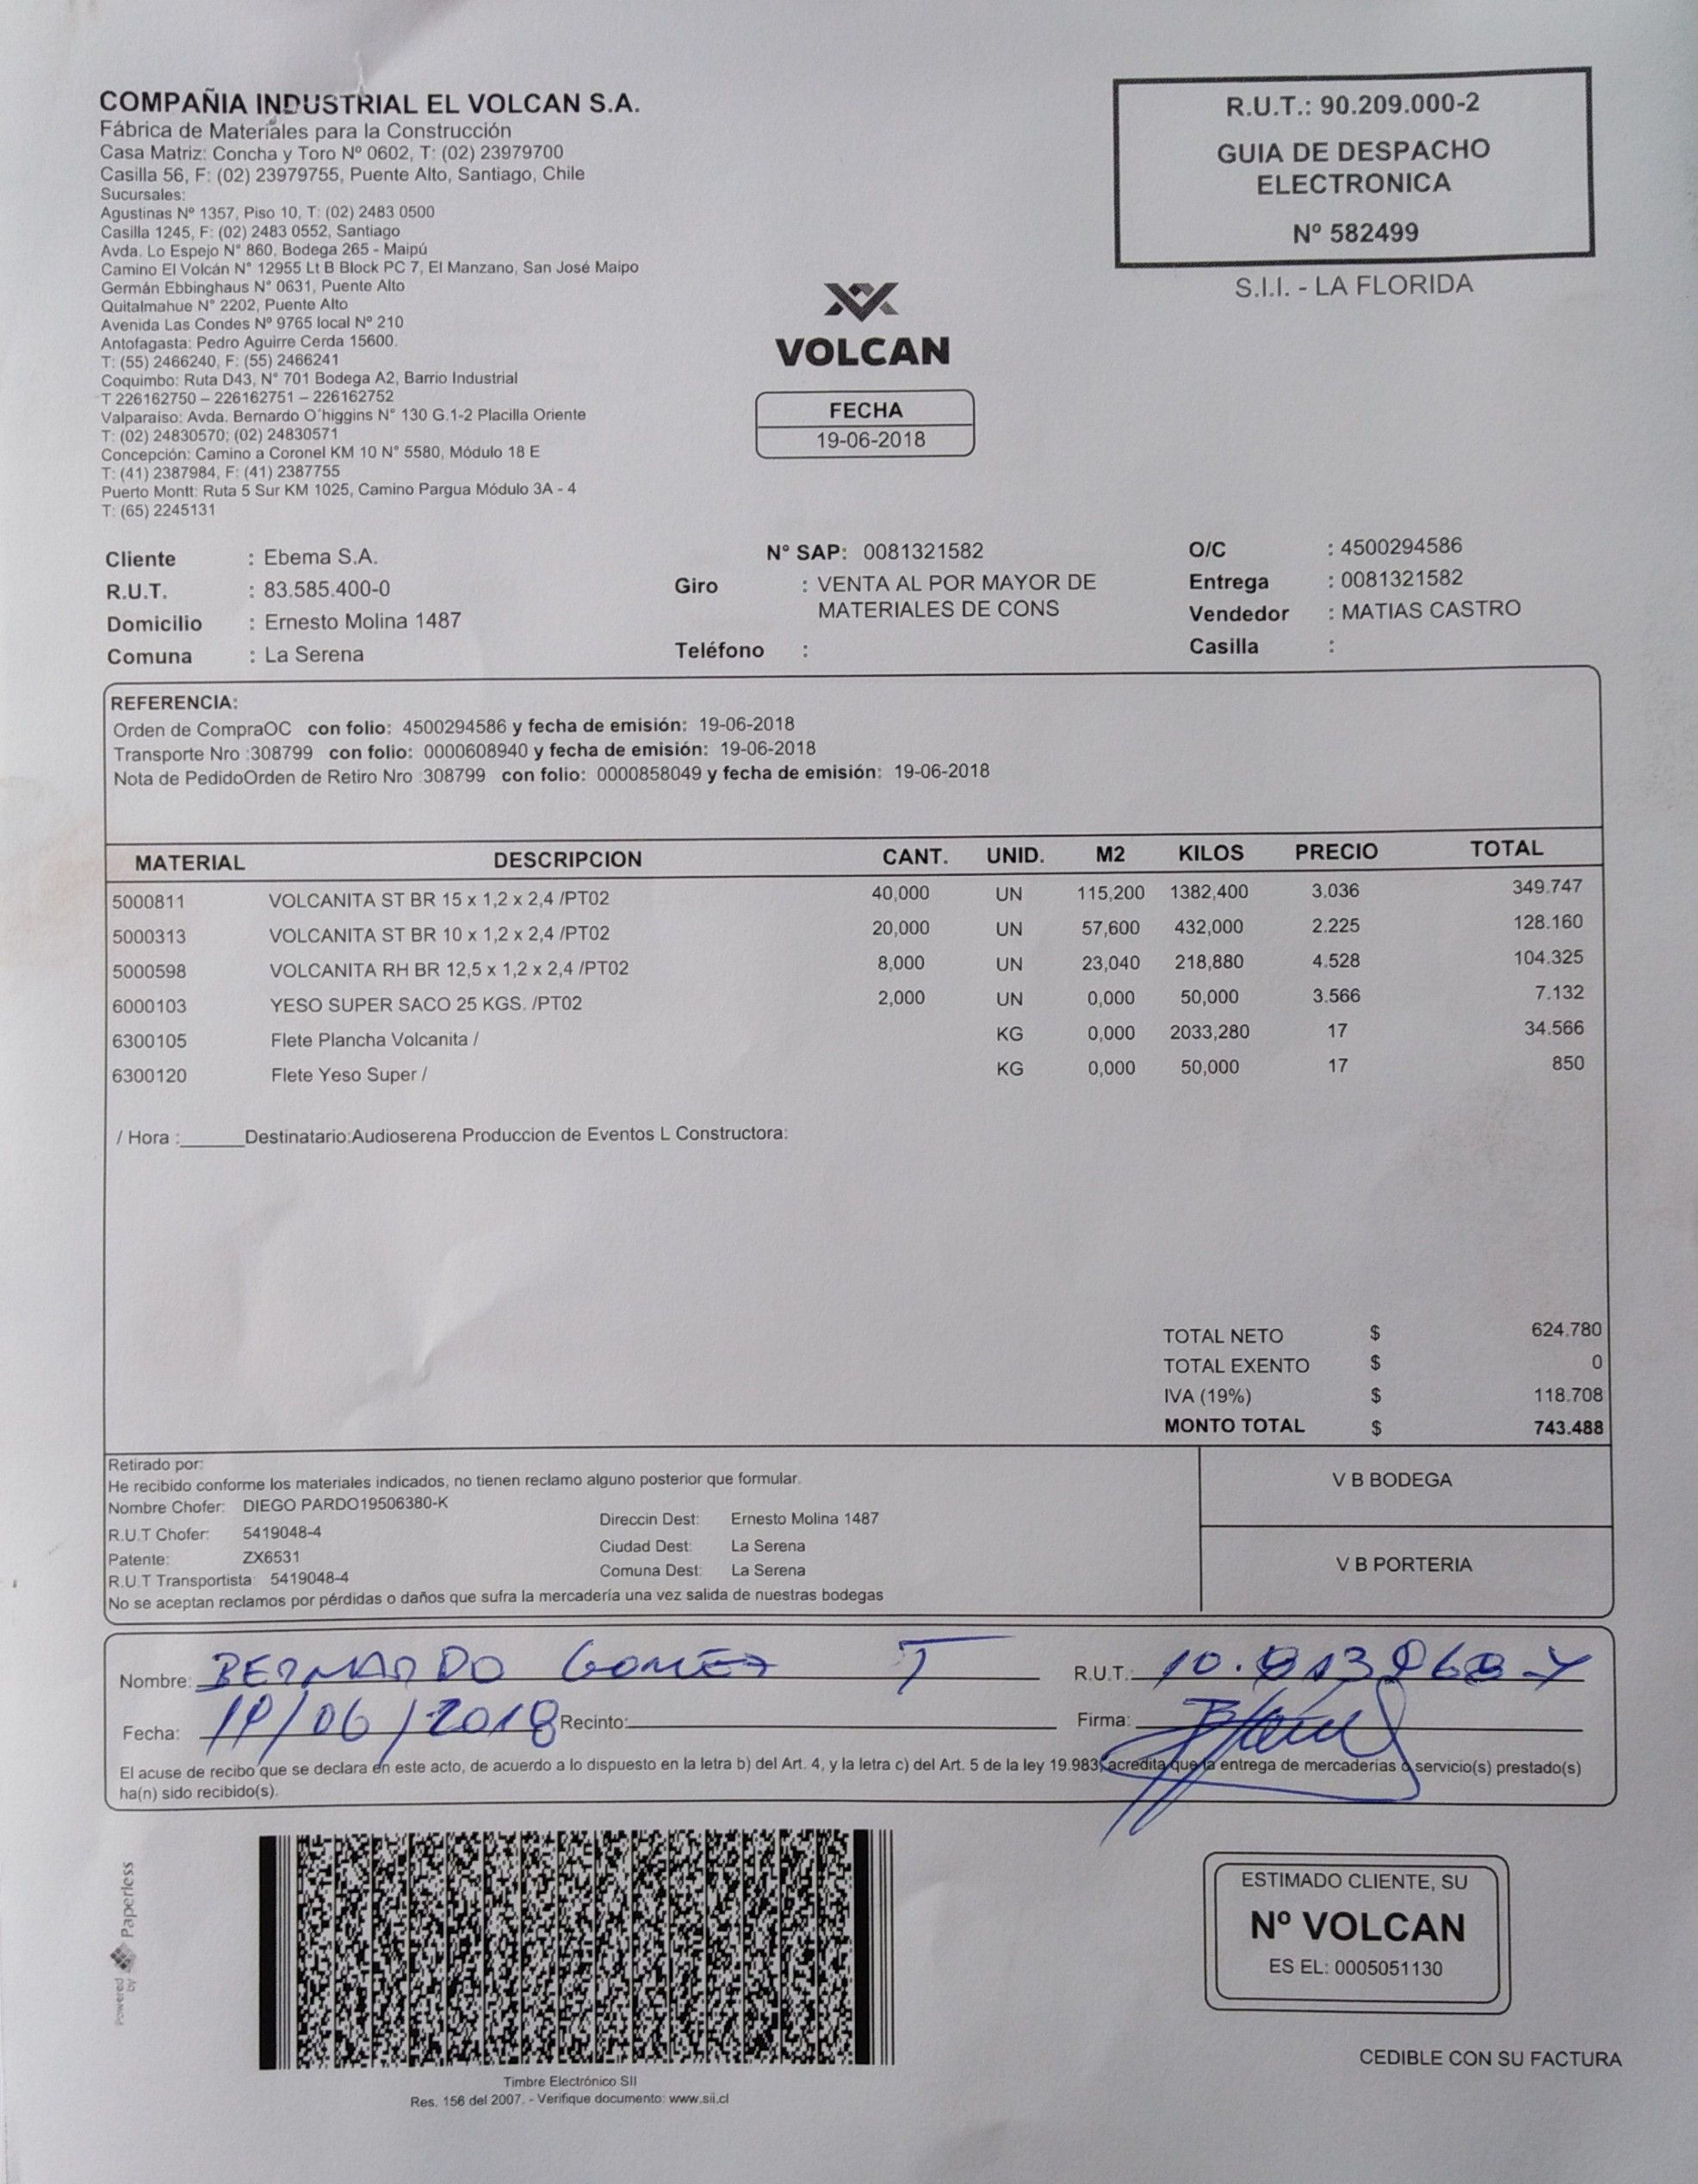 COMPAÑIA INDUSTRIAL EL VOLCAN S.A.
Fábrica de Materiales para la Construcción
Casa Matriz: Concha y Toro Nº 0602, T: (02) 23979700
Casilla 56, F: (02) 23979755, Puente Alto, Santiago, Chile
Sucursales:
Agustinas Nº 1357, Piso 10, T: (02) 2483 0500
Casilla 1245, F: (02) 2483 0552, Santiago
Avda. Lo Espejo N° 860, Bodega 265 - Maipú
Camino El Volcán N° 12955 Lt B Block PC 7, El Manzano, San José Maipo
Germán Ebbinghaus N° 0631, Puente Alto
Quitalmahue N° 2202, Puente Alto
Avenida Las Condes Nº 9765 local Nº 210
Antofagasta: Pedro Aguirre Cerda 15600.
T: (55) 2466240, F: (55) 2466241
Coquimbo: Ruta D43, N° 701 Bodega A2, Barrio Industrial
T 226162750 – 226162751 – 226162752
Valparaíso: Avda. Bernardo O´higgins N° 130 G.1-2 Placilla Oriente
T: (02) 24830570; (02) 24830571
Concepción: Camino a Coronel KM 10 N° 5580, Módulo 18 E
T: (41) 2387984, F: (41) 2387755
Puerto Montt: Ruta 5 Sur KM 1025, Camino Pargua Módulo 3A - 4
T: (65) 2245131
VOLCAN
FECHA
19-06-2018
R.U.T.: 90.209.000-2
GUIA DE DESPACHO
ELECTRONICA
Nº 582499
S.I.I. - LA FLORIDA
Cliente : Ebema S.A. N° SAP: 0081321582 O/C : 4500294586
R.U.T. : 83.585.400-0 Giro : VENTA AL POR MAYOR DE Entrega : 0081321582
MATERIALES DE CONS
Domicilio : Ernesto Molina 1487 Vendedor : MATIAS CASTRO
Comuna : La Serena Teléfono : Casilla :
REFERENCIA:
Orden de CompraOC con folio: 4500294586 y fecha de emisión: 19-06-2018
Transporte Nro :308799 con folio: 0000608940 y fecha de emisión: 19-06-2018
Nota de PedidoOrden de Retiro Nro :308799 con folio: 0000858049 y fecha de emisión: 19-06-2018
MATERIAL DESCRIPCION CANT. UNID. M2 KILOS PRECIO TOTAL
5000811 VOLCANITA ST BR 15 x 1,2 x 2,4 /PT02 40,000 UN 115,200 1382,400 3.036 349.747
5000313 VOLCANITA ST BR 10 x 1,2 x 2,4 /PT02 20,000 UN 57,600 432,000 2.225 128.160
5000598 VOLCANITA RH BR 12,5 x 1,2 x 2,4 /PT02 8,000 UN 23,040 218,880 4.528 104.325
6000103 YESO SUPER SACO 25 KGS. /PT02 2,000 UN 0,000 50,000 3.566 7.132
6300105 Flete Plancha Volcanita / KG 0,000 2033,280 17 34.566
6300120 Flete Yeso Super / KG 0,000 50,000 17 850
/ Hora :______Destinatario:Audioserena Produccion de Eventos L Constructora:
TOTAL NETO $ 624.780
TOTAL EXENTO $ 0
IVA (19%) $ 118.708
MONTO TOTAL $ 743.488
Retirado por:
He recibido conforme los materiales indicados, no tienen reclamo alguno posterior que formular.
Nombre Chofer: DIEGO PARDO19506380-K
R.U.T Chofer: 5419048-4
Patente: ZX6531
R.U.T Transportista: 5419048-4
Direccin Dest: Ernesto Molina 1487
Ciudad Dest: La Serena
Comuna Dest: La Serena
No se aceptan reclamos por pérdidas o daños que sufra la mercadería una vez salida de nuestras bodegas
V B BODEGA
V B PORTERIA
Nombre: BERNARDO GOMEZ T R.U.T.:
Fecha: 19/06/2018 Recinto: Firma:
El acuse de recibo que se declara en este acto, de acuerdo a lo dispuesto en la letra b) del Art. 4, y la letra c) del Art. 5 de la ley 19.983, acredita que la entrega de mercaderias o servicio(s) prestado(s)
ha(n) sido recibido(s).
Powered by Paperless
Timbre Electrónico SII
Res. 156 del 2007. - Verifique documento: www.sii.cl
ESTIMADO CLIENTE, SU
Nº VOLCAN
ES EL: 0005051130
CEDIBLE CON SU FACTURA